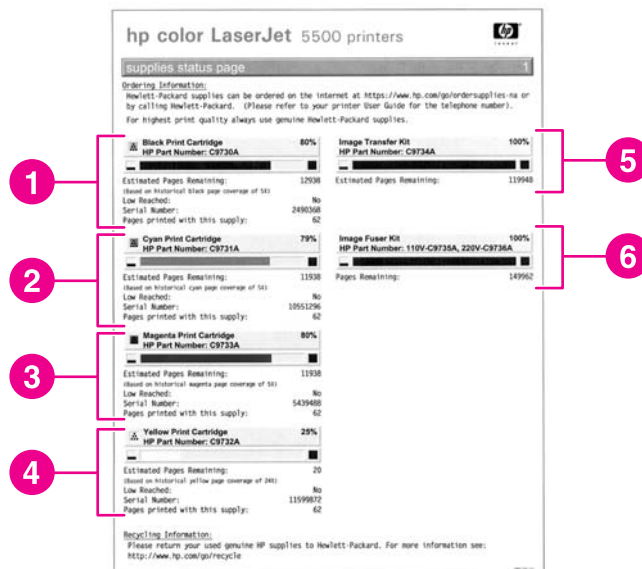 hp color LaserJet 5500 printers
hp
invent
supplies status page 1
Ordering Information:
Hewlett-Packard supplies can be ordered on the internet at https://www.hp.com/go/ordersupplies-na or
by calling Hewlett-Packard. (Please refer to your printer User Guide for the telephone number).
For highest print quality always use genuine Hewlett-Packard supplies.
1
Black Print Cartridge 80%
HP Part Number: C9730A
Estimated Pages Remaining: 12938
(Based on historical Black page coverage of 5%)
Low Reached: No
Serial Number: 2490368
Pages printed with this supply: 62
2
Cyan Print Cartridge 79%
HP Part Number: C9731A
Estimated Pages Remaining: 11938
(Based on historical cyan page coverage of 5%)
Low Reached: No
Serial Number: 10551296
Pages printed with this supply: 62
3
Magenta Print Cartridge 80%
HP Part Number: C9733A
Estimated Pages Remaining: 11938
(Based on historical magenta page coverage of 5%)
Low Reached: No
Serial Number: 5439488
Pages printed with this supply: 62
4
Yellow Print Cartridge 25%
HP Part Number: C9732A
Estimated Pages Remaining: 20
(Based on historical yellow page coverage of 24%)
Low Reached: No
Serial Number: 11599872
Pages printed with this supply: 62
Image Transfer Kit 100%
HP Part Number: C9734A
Estimated Pages Remaining: 119948
5
Image Fuser Kit 100%
HP Part Number: 110V-C9735A, 220V-C9736A
Pages Remaining: 149962
6
Recycling Information:
Please return your used genuine HP supplies to Hewlett-Packard. For more information see:
http://www.hp.com/go/recycle